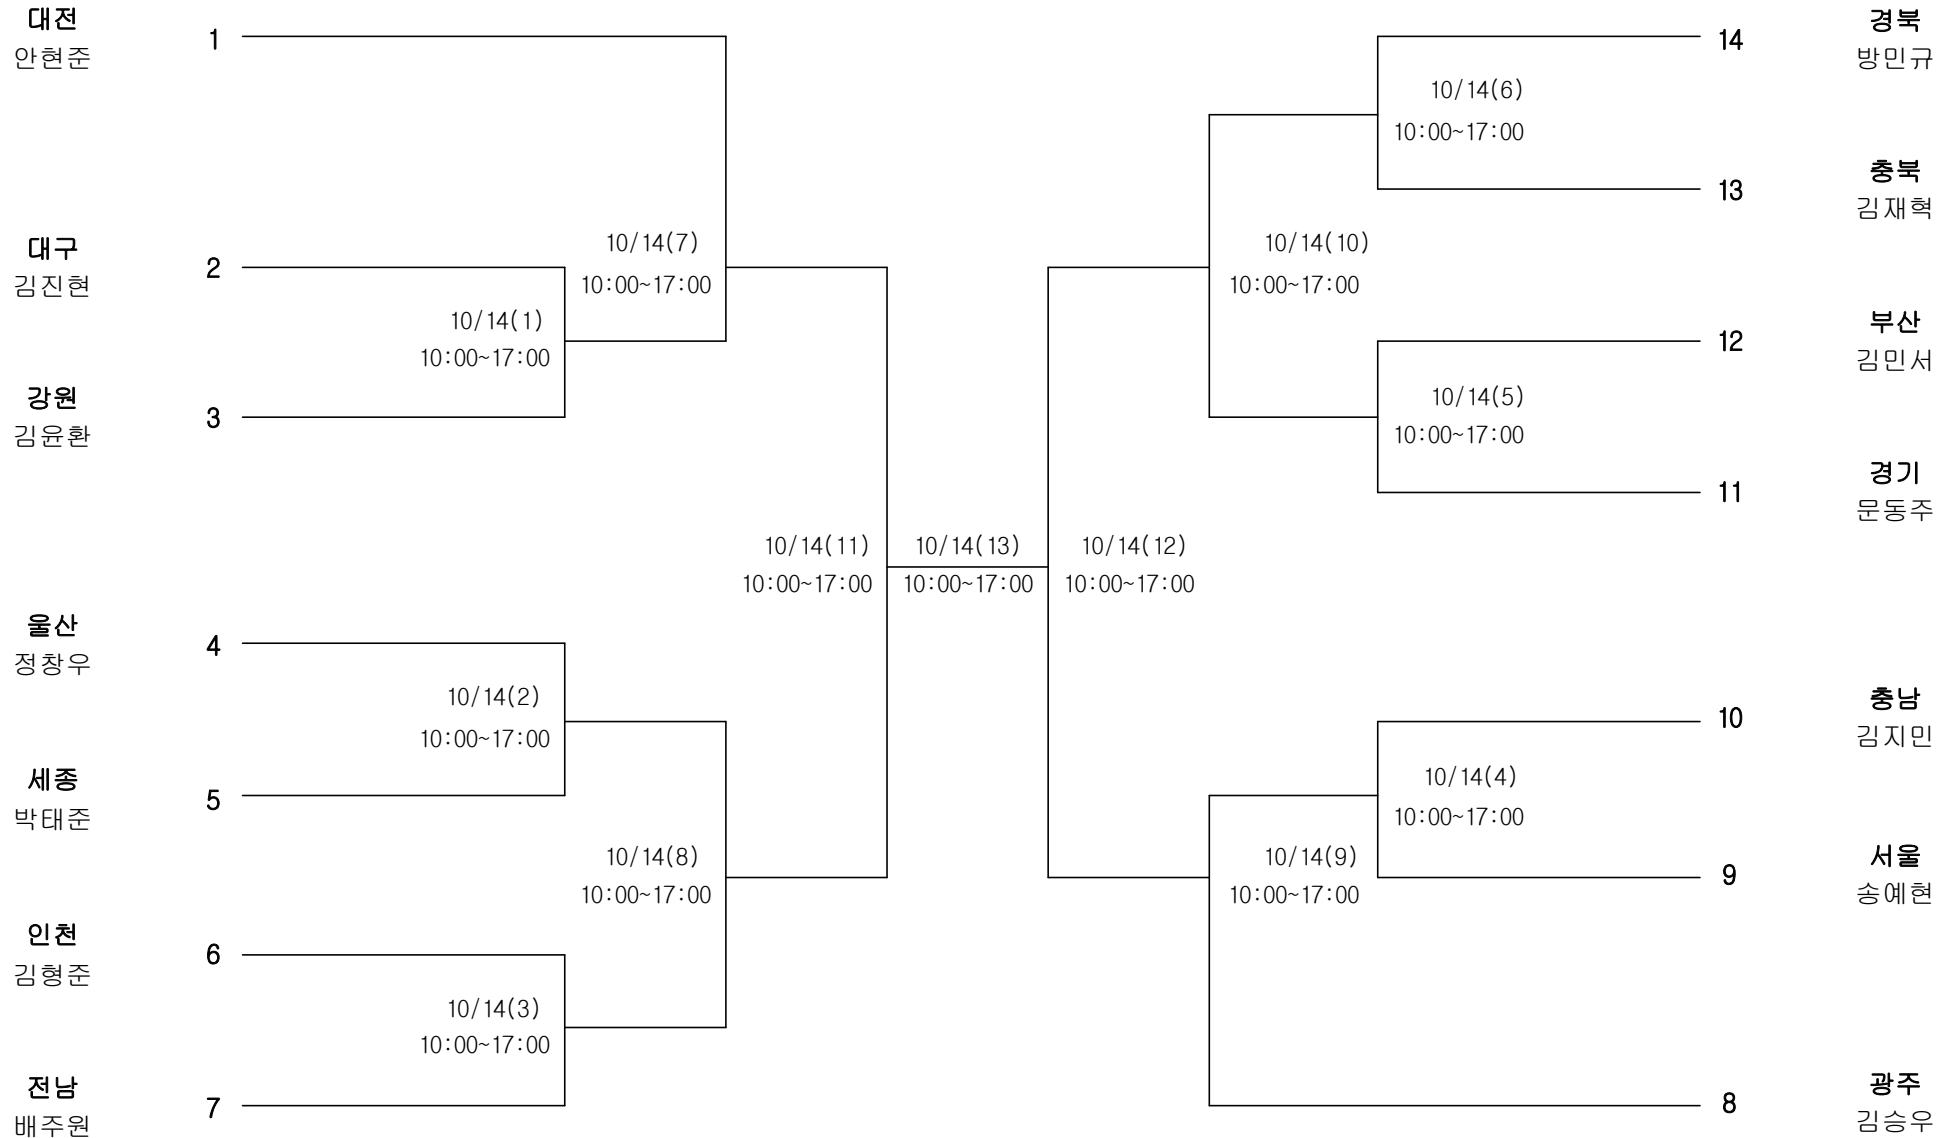 대전
안현준
1
대구
김진현
2
10/14(7)
10:00~17:00
10/14(1)
10:00~17:00
강원
김윤환
3
10/14(11)
10:00~17:00
울산
정창우
4
10/14(2)
10:00~17:00
세종
박태준
5
10/14(8)
10:00~17:00
인천
김형준
6
10/14(3)
10:00~17:00
전남
배주원
7
10/14(13)
10:00~17:00
14
경북
방민규
10/14(6)
10:00~17:00
13
충북
김재혁
10/14(10)
10:00~17:00
12
부산
김민서
10/14(5)
10:00~17:00
11
경기
문동주
10/14(12)
10:00~17:00
10
충남
김지민
10/14(4)
10:00~17:00
10/14(9)
10:00~17:00
9
서울
송예현
8
광주
김승우